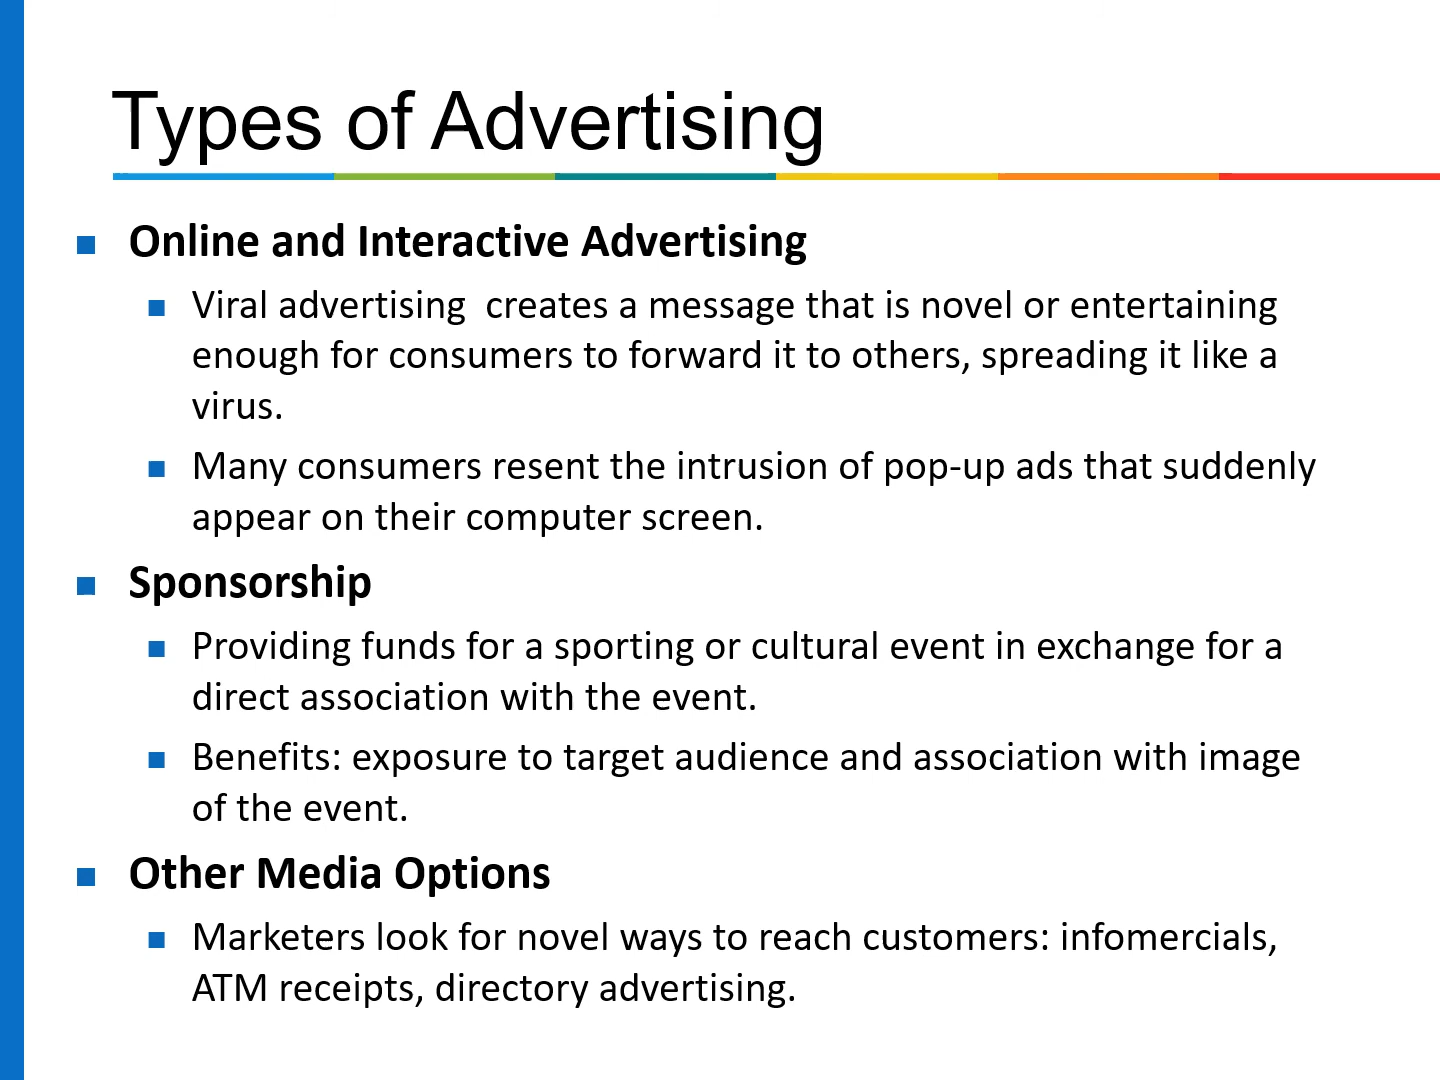 Types of Advertising
Online and Interactive Advertising
Viral advertising  creates a message that is novel or entertaining
enough for consumers to forward it to others, spreading it like a
virus.
Many consumers resent the intrusion of pop-up ads that suddenly
appear on their computer screen.
Sponsorship
Providing funds for a sporting or cultural event in exchange for a
direct association with the event.
Benefits: exposure to target audience and association with image
of the event.
Other Media Options
Marketers look for novel ways to reach customers: infomercials,
ATM receipts, directory advertising.